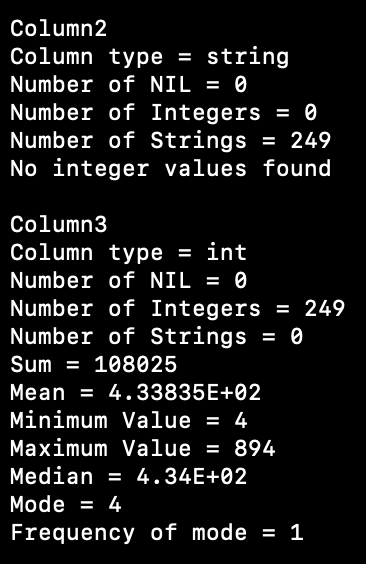 Column2
Column type = string
Number of NIL = 0
Number of Integers = 0
Number of Strings = 249
No integer values found
Column3
Column type = int
Number of NIL = 0
Number of Integers = 249
Number of Strings = 0
Sum = 108025
Mean = 4.33835E+02
Minimum Value = 4
Maximum Value = 894
Median = 4.34E+02
Mode = 4
Frequency of mode = 1